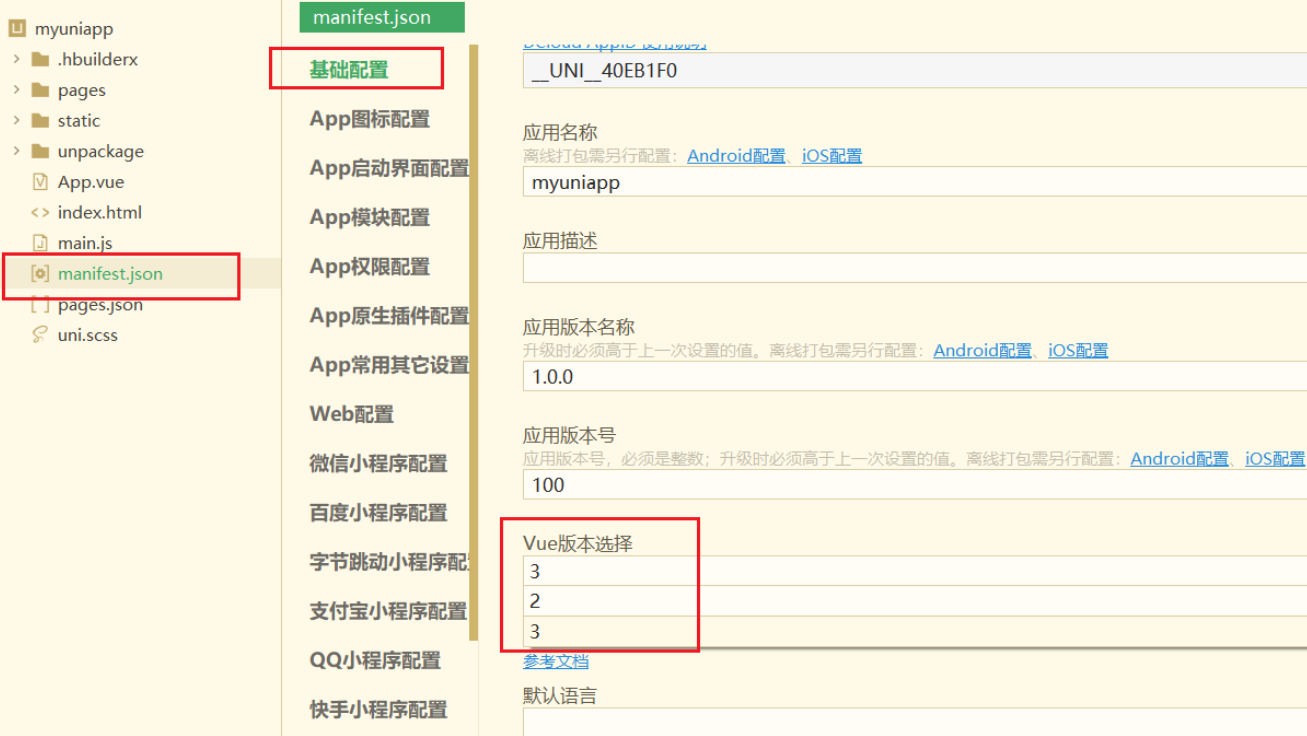 myuniapp
.hbuilderx
pages
static
unpackage
App.vue
index.html
main.js
manifest.json
pages.json
uni.scss
manifest.json
基础配置
App图标配置
App启动界面配置
App模块配置
App权限配置
App原生插件配置
App常用其它设置
Web配置
微信小程序配置
百度小程序配置
字节跳动小程序配
支付宝小程序配置
QQ小程序配置
快手小程序配置
Dcloud AppID 使用说明
__UNI__40EB1F0
应用名称
离线打包需另行配置：Android配置、iOS配置
myuniapp
应用描述
应用版本名称
升级时必须高于上一次设置的值。离线打包需另行配置：Android配置、iOS配置
1.0.0
应用版本号
应用版本号，必须是整数；升级时必须高于上一次设置的值。离线打包需另行配置：Android配置、iOS配置
100
Vue版本选择
3
2
3
参考文档
默认语言